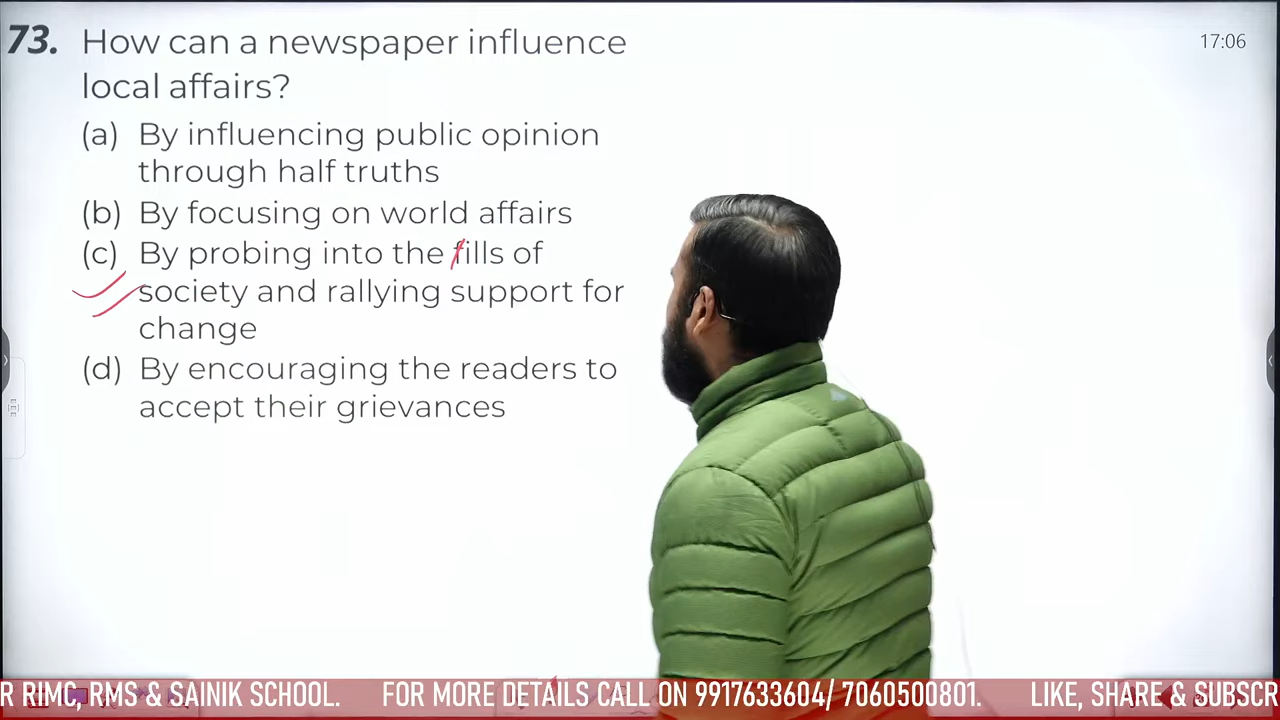 73. How can a newspaper influence
17:06
local affairs?
(a) By influencing public opinion
through half truths
(b) By focusing on world affairs
(c) By probing into the fills of
society and rallying support for
change
(d) By encouraging the readers to
accept their grievances
R RIMC, RMS & SAINIK SCHOOL. FOR MORE DETAILS CALL ON 9917633604/ 7060500801. LIKE, SHARE & SUBSCR